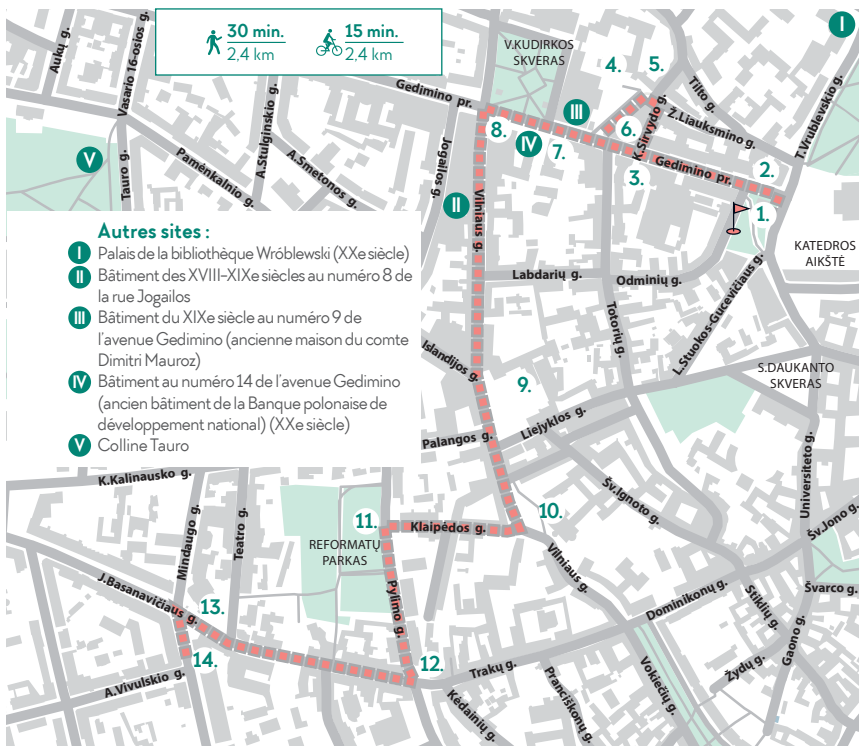 30 min.
2,4 km
15 min.
2,4 km
I
V.KUDIRKOS
SKVERAS
4.
5.
Aukų g.
Vasario 16-osios g.
Gedimino pr.
A.Stulginskio g.
Tilto g.
Ž.Liauksmino g.
T.Vrublevskio g.
III
6.
K.Sirvydo g.
8.
IV
7.
Gedimino pr.
2.
3.
V
Tauro g.
Pamėnkalnio g.
A.Smetonos g.
Jogailos g.
II
Vilniaus g.
1.
KATEDROS
AIKŠTĖ
Autres sites :
I Palais de la bibliothèque Wróblewski (XXe siècle)
II Bâtiment des XVIII–XIXe siècles au numéro 8 de
la rue Jogailos
III Bâtiment du XIXe siècle au numéro 9 de
l’avenue Gedimino (ancienne maison du comte
Dimitri Mauroz)
IV Bâtiment au numéro 14 de l’avenue Gedimino
(ancien bâtiment de la Banque polonaise de
développement national) (XXe siècle)
V Colline Tauro
Labdarių g.
Odminių g.
Totorių g.
L.Stuokos-Gucevičiaus g.
Islandijos g.
9.
S.DAUKANTO
SKVERAS
Palangos g.
Liejyklos g.
K.Kalinausko g.
Šv.Ignoto g.
Universiteto g.
Mindaugo g.
Teatro g.
11.
Klaipėdos g.
10.
REFORMATŲ
PARKAS
Vilniaus g.
Šv.Jono g.
J.Basanavičiaus g.
13.
Pylimo g.
Dominikonų g.
Stiklių g.
Švarco g.
Gaono g.
14.
12.
Trakų g.
A.Vivulskio g.
Kėdainių g.
Pranciškonų g.
Vokiečių g.
Žydų g.